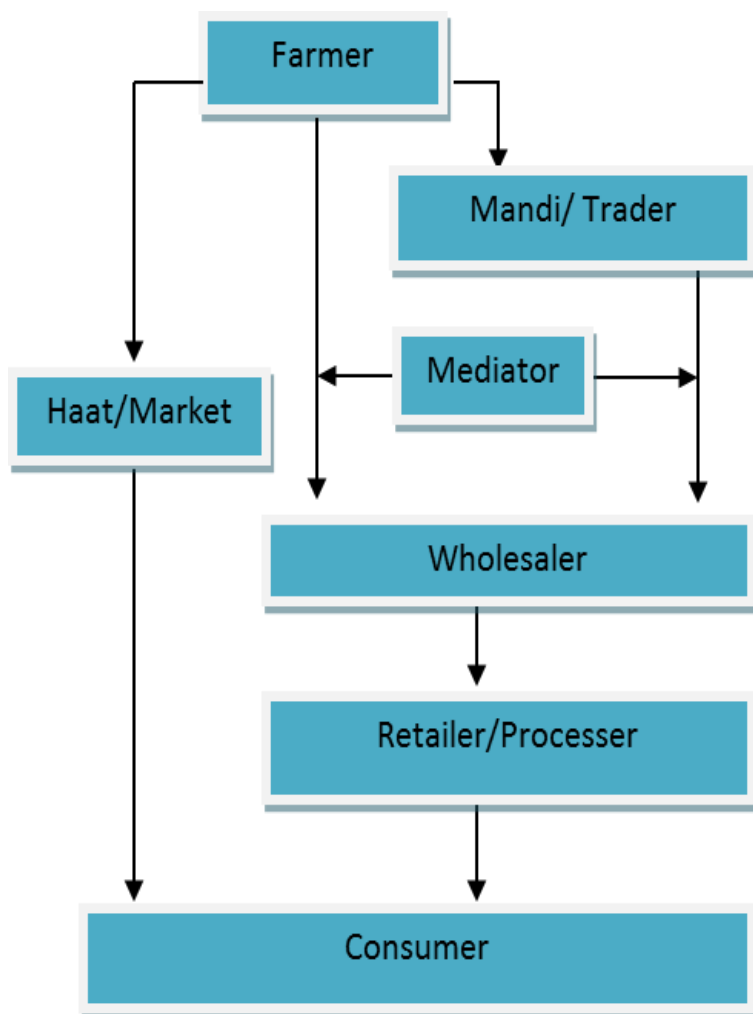 Farmer
Mandi/ Trader
Mediator
Haat/Market
Wholesaler
Retailer/Processer
Consumer